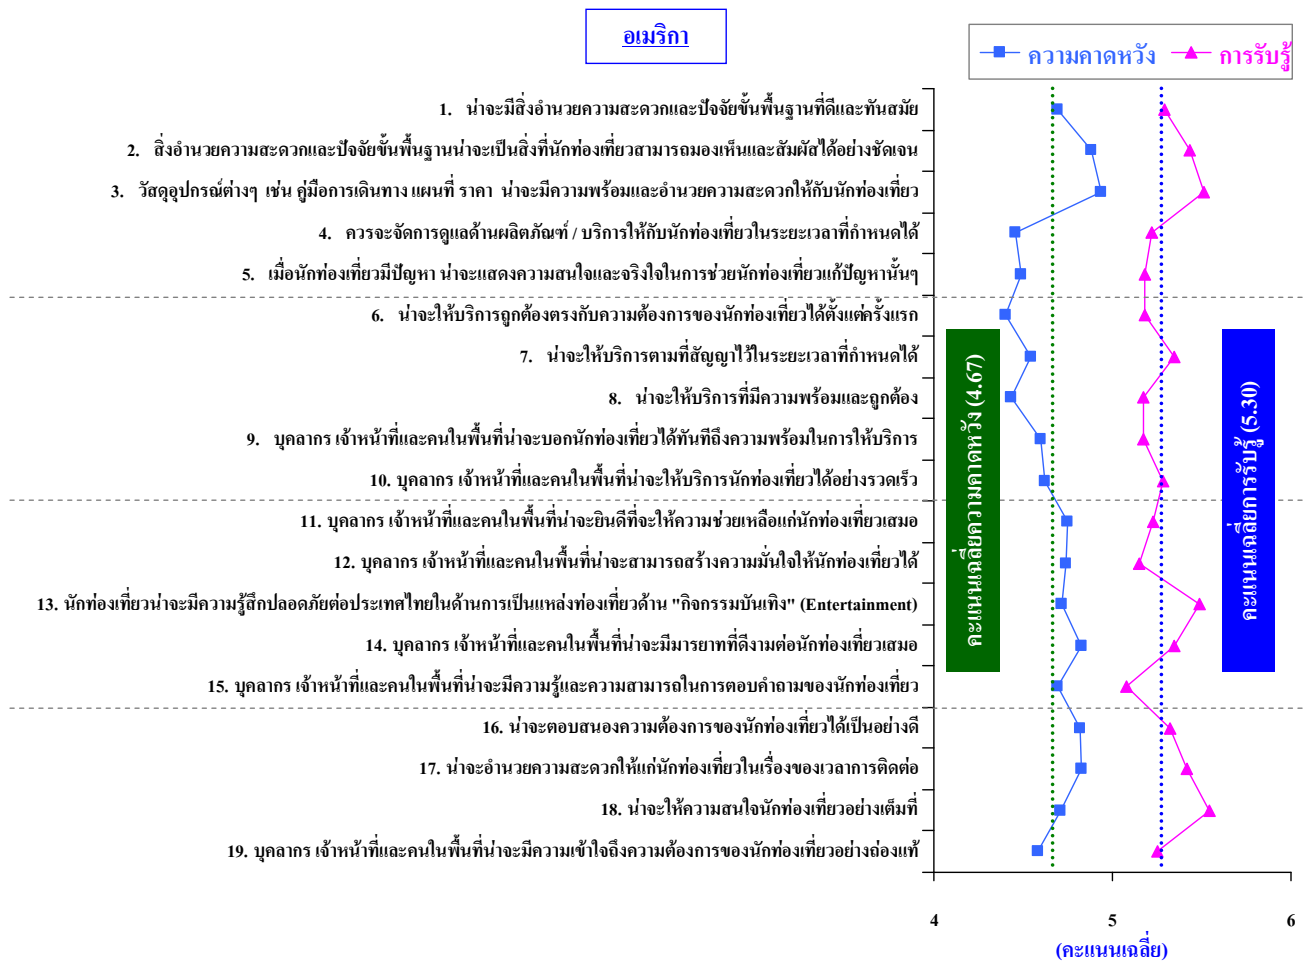 อเมริกา
ความคาดหวัง
การรับรู้
1. น่าจะมีสิ่งอำนวยความสะดวกและปัจจัยขั้นพื้นฐานที่ดีและทันสมัย
2. สิ่งอำนวยความสะดวกและปัจจัยขั้นพื้นฐานน่าจะเป็นสิ่งที่นักท่องเที่ยวสามารถมองเห็นและสัมผัสได้อย่างชัดเจน
3. วัสดุอุปกรณ์ต่างๆ เช่น คู่มือการเดินทาง แผนที่ ราคา น่าจะมีความพร้อมและอำนวยความสะดวกให้กับนักท่องเที่ยว
4. ควรจะจัดการดูแลด้านผลิตภัณฑ์ / บริการให้กับนักท่องเที่ยวในระยะเวลาที่กำหนดได้
5. เมื่อนักท่องเที่ยวมีปัญหา น่าจะแสดงความสนใจและจริงใจในการช่วยนักท่องเที่ยวแก้ปัญหานั้นๆ
6. น่าจะให้บริการถูกต้องตรงกับความต้องการของนักท่องเที่ยวได้ตั้งแต่ครั้งแรก
7. น่าจะให้บริการตามที่สัญญาไว้ในระยะเวลาที่กำหนดได้
8. น่าจะให้บริการที่มีความพร้อมและถูกต้อง
9. บุคลากร เจ้าหน้าที่และคนในพื้นที่น่าจะบอกนักท่องเที่ยวได้ทันทีถึงความพร้อมในการให้บริการ
10. บุคลากร เจ้าหน้าที่และคนในพื้นที่น่าจะให้บริการนักท่องเที่ยวได้อย่างรวดเร็ว
11. บุคลากร เจ้าหน้าที่และคนในพื้นที่น่าจะยินดีที่จะให้ความช่วยเหลือแก่นักท่องเที่ยวเสมอ
12. บุคลากร เจ้าหน้าที่และคนในพื้นที่น่าจะสามารถสร้างความมั่นใจให้นักท่องเที่ยวได้
13. นักท่องเที่ยวน่าจะมีความรู้สึกปลอดภัยต่อประเทศไทยในด้านการเป็นแหล่งท่องเที่ยวด้าน "กิจกรรมบันเทิง" (Entertainment)
14. บุคลากร เจ้าหน้าที่และคนในพื้นที่น่าจะมีมารยาทที่ดีงามต่อนักท่องเที่ยวเสมอ
15. บุคลากร เจ้าหน้าที่และคนในพื้นที่น่าจะมีความรู้และความสามารถในการตอบคำถามของนักท่องเที่ยว
16. น่าจะตอบสนองความต้องการของนักท่องเที่ยวได้เป็นอย่างดี
17. น่าจะอำนวยความสะดวกให้แก่นักท่องเที่ยวในเรื่องของเวลาการติดต่อ
18. น่าจะให้ความสนใจนักท่องเที่ยวอย่างเต็มที่
19. บุคลากร เจ้าหน้าที่และคนในพื้นที่น่าจะมีความเข้าใจถึงความต้องการของนักท่องเที่ยวอย่างถ่องแท้
คะแนนเฉลี่ยความคาดหวัง (4.67)
คะแนนเฉลี่ยการรับรู้ (5.30)
4
5
6
(คะแนนเฉลี่ย)